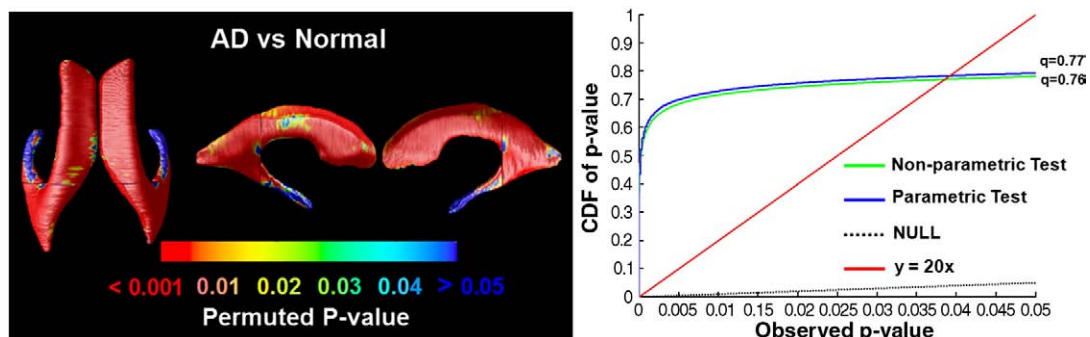 AD vs Normal
< 0.001 0.01 0.02 0.03 0.04 > 0.05
Permuted P-value
CDF of p-value
1
0.9
0.8
0.7
0.6
0.5
0.4
0.3
0.2
0.1
0
q=0.77
q=0.76
Non-parametric Test
Parametric Test
NULL
y = 20x
0 0.005 0.01 0.015 0.02 0.025 0.03 0.035 0.04 0.045 0.05
Observed p-value